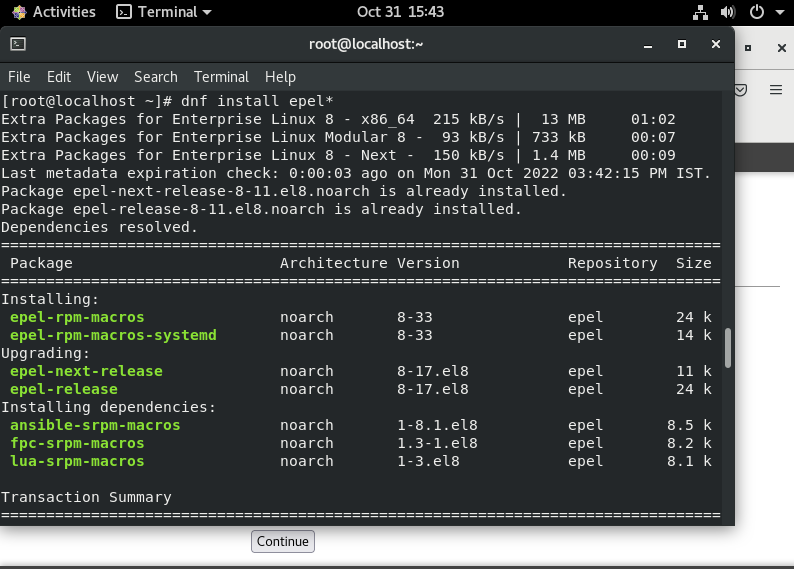 Activities Terminal Oct 31 15:43
root@localhost:~
File Edit View Search Terminal Help
[root@localhost ~]# dnf install epel*
Extra Packages for Enterprise Linux 8 - x86_64  215 kB/s |  13 MB     01:02
Extra Packages for Enterprise Linux Modular 8 -  93 kB/s | 733 kB     00:07
Extra Packages for Enterprise Linux 8 - Next -  150 kB/s | 1.4 MB     00:09
Last metadata expiration check: 0:00:03 ago on Mon 31 Oct 2022 03:42:15 PM IST.
Package epel-next-release-8-11.el8.noarch is already installed.
Package epel-release-8-11.el8.noarch is already installed.
Dependencies resolved.
================================================================================
 Package                       Architecture Version            Repository  Size
================================================================================
Installing:
 epel-rpm-macros               noarch       8-33               epel        24 k
 epel-rpm-macros-systemd       noarch       8-33               epel        14 k
Upgrading:
 epel-next-release             noarch       8-17.el8           epel        11 k
 epel-release                  noarch       8-17.el8           epel        24 k
Installing dependencies:
 ansible-srpm-macros           noarch       1-8.1.el8          epel       8.5 k
 fpc-srpm-macros               noarch       1.3-1.el8          epel       8.2 k
 lua-srpm-macros               noarch       1-3.el8            epel       8.1 k
Transaction Summary
================================================================================
Continue